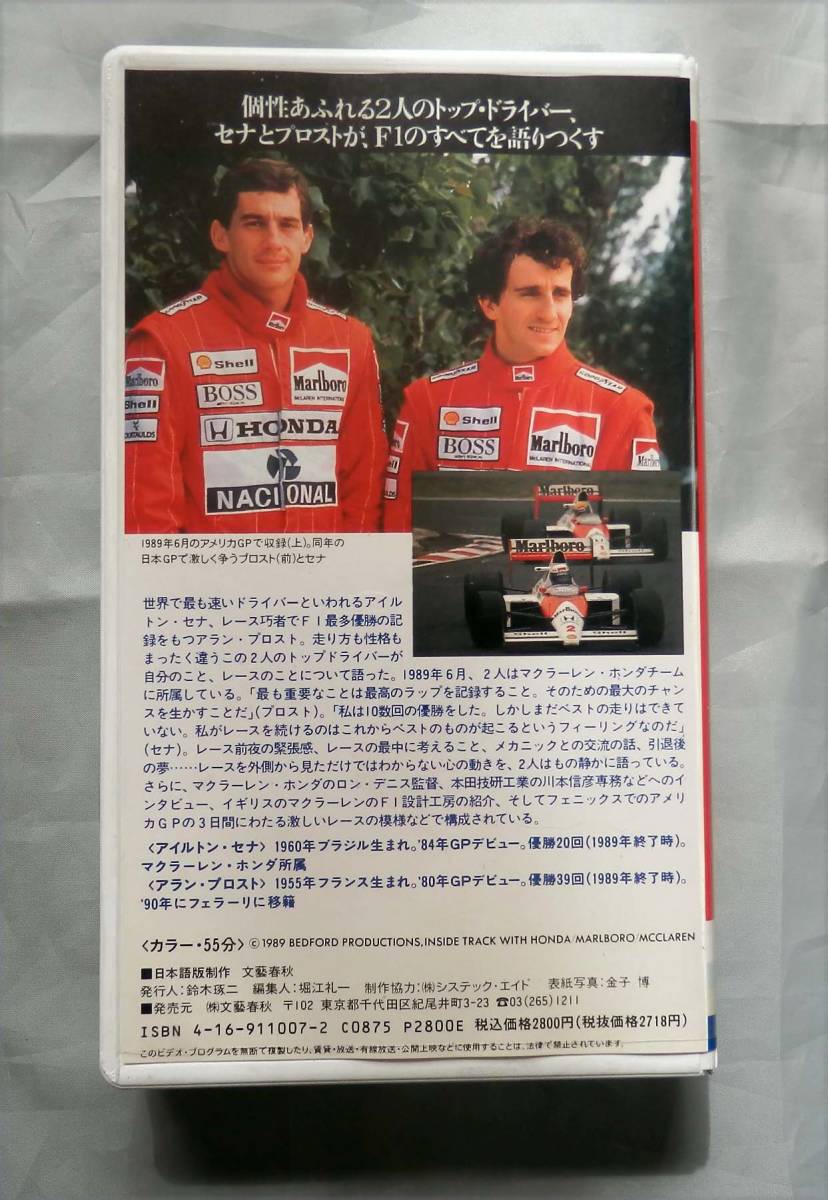 個性あふれる2人のトップ・ドライバー、
セナとプロストが、F1のすべてを語りつくす
GOODYEAR
Shell
Marlboro
McLAREN INTERNATIONAL
BOSS
Marlboro
Shell
COURTAULDS
HONDA
NACIONAL
GOODYEAR
Shell
BOSS
Marlboro
McLAREN INTERNATIONAL
Marlboro
Marlboro
2
1989年6月のアメリカGPで収録(上)。同年の
日本GPで激しく争うプロスト(前)とセナ
世界で最も速いドライバーといわれるアイル
トン・セナ、レース巧者でF1最多優勝の記
録をもつアラン・プロスト。走り方も性格も
まったく違うこの2人のトップドライバーが
自分のこと、レースのことについて語った。1989年6月、2人はマクラーレン・ホンダチーム
に所属している。「最も重要なことは最高のラップを記録すること。そのための最大のチャン
スを生かすことだ」(プロスト)。「私は10数回の優勝をした。しかしまだベストの走りはできて
いない。私がレースを続けるのはこれからベストのものが起こるというフィーリングなのだ」
(セナ)。レース前夜の緊張感、レースの最中に考えること、メカニックとの交流の話、引退後
の夢……レースを外側から見ただけではわからない心の動きを、2人はもの静かに語っている。
さらに、マクラーレン・ホンダのロン・デニス監督、本田技研工業の川本信彦専務などへのイ
ンタビュー、イギリスのマクラーレンのF1設計工房の紹介、そしてフェニックスでのアメリ
カGPの3日間にわたる激しいレースの模様などで構成されている。
〈アイルトン・セナ〉1960年ブラジル生まれ。'84年GPデビュー。優勝20回(1989年終了時)。
マクラーレン・ホンダ所属
〈アラン・プロスト〉1955年フランス生まれ。'80年GPデビュー。優勝39回(1989年終了時)。
'90年にフェラーリに移籍
〈カラー・55分〉©1989 BEDFORD PRODUCTIONS,INSIDE TRACK WITH HONDA/MARLBORO/MCCLAREN
■日本語版制作 文藝春秋
発行人:鈴木琢二 編集人:堀江礼一 制作協力:(株)システック・エイド 表紙写真:金子 博
■発売元 (株)文藝春秋 〒102 東京都千代田区紀尾井町3-23 ☎03(265)1211
ISBN 4-16-911007-2 C0875 P2800E 税込価格2800円(税抜価格2718円)
このビデオ・プログラムを無断で複製したり、賃貸・放送・有線放送・公開上映などに使用することは、法律で禁止されています。